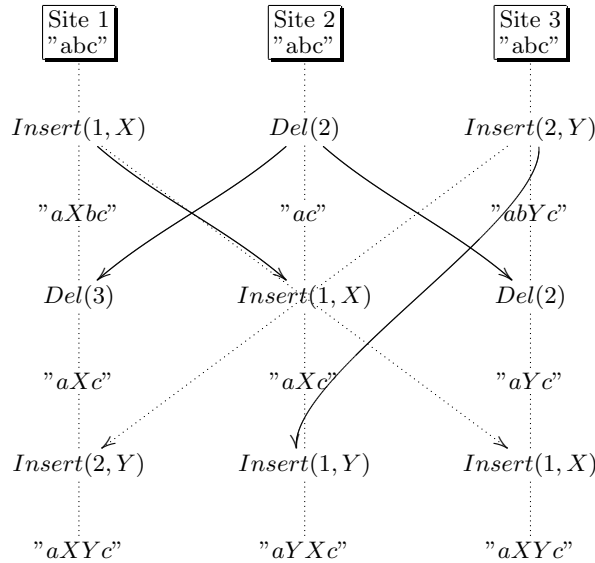 Site 1 Site 2 Site 3
"abc" "abc" "abc"
Insert(1, X) Del(2) Insert(2, Y)
"aXbc" "ac" "abYc"
Del(3) Insert(1, X) Del(2)
"aXc" "aXc" "aYc"
Insert(2, Y) Insert(1, Y) Insert(1, X)
"aXYc" "aYXc" "aXYc"